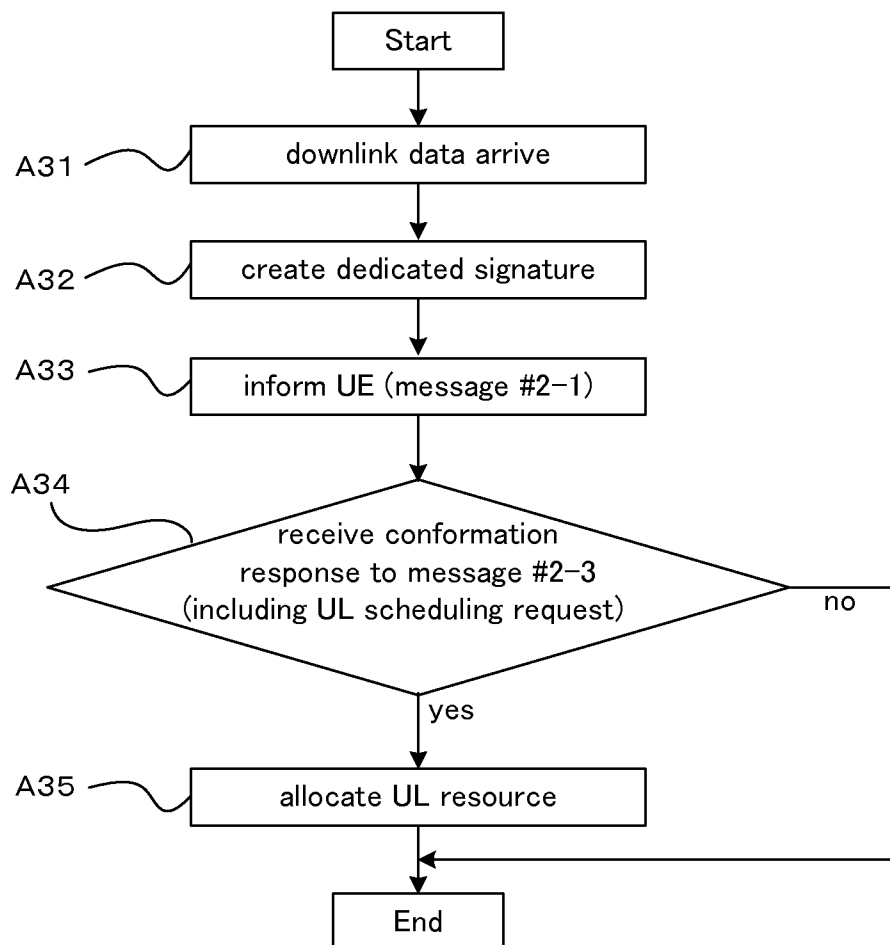 Start
A31
downlink data arrive
A32
create dedicated signature
A33
inform UE (message #2-1)
A34
receive conformation
response to message #2-3
(including UL scheduling request)
no
yes
A35
allocate UL resource
End